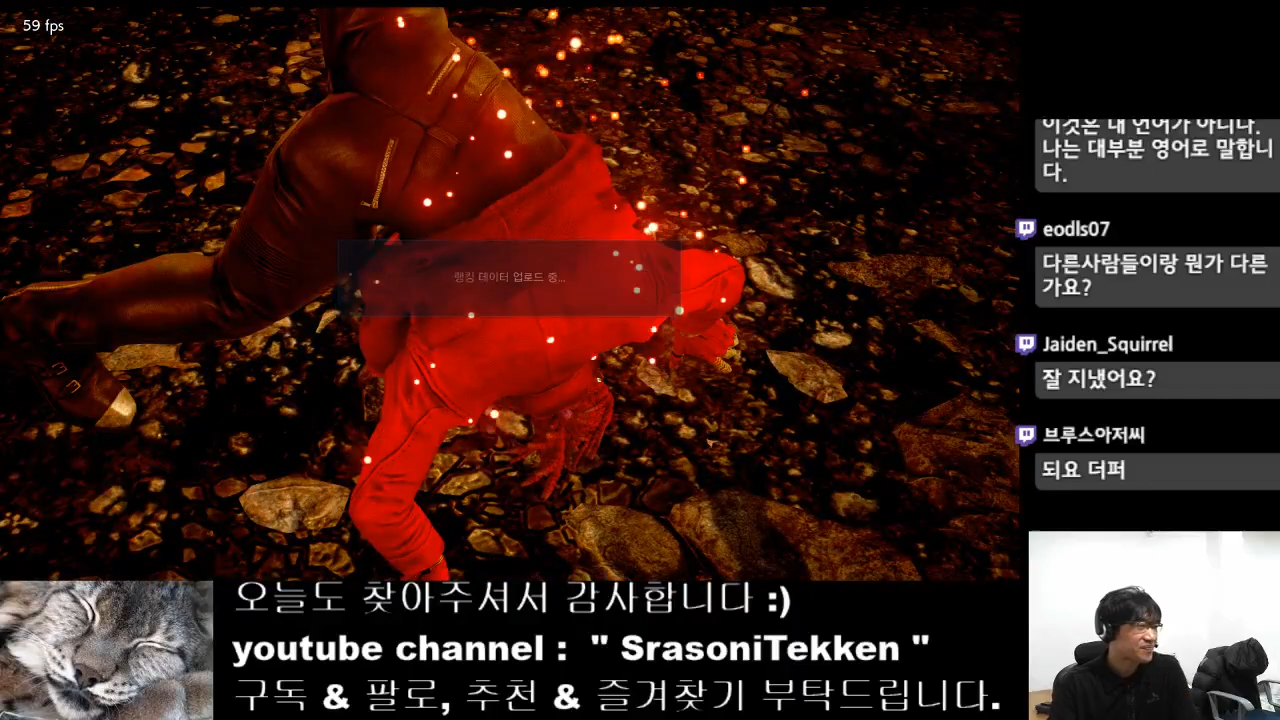 59 fps
이것은 내 언어가 아니다.
나는 대부분 영어로 말합니
다.
eodls07
다른사람들이랑 뭔가 다른
가요?
랭킹 데이터 업로드 중...
Jaiden_Squirrel
잘 지냈어요?
브루스아저씨
되요 더퍼
오늘도 찾아주셔서 감사합니다 :)
youtube channel : " SrasoniTekken "
구독 & 팔로, 추천 & 즐겨찾기 부탁드립니다.